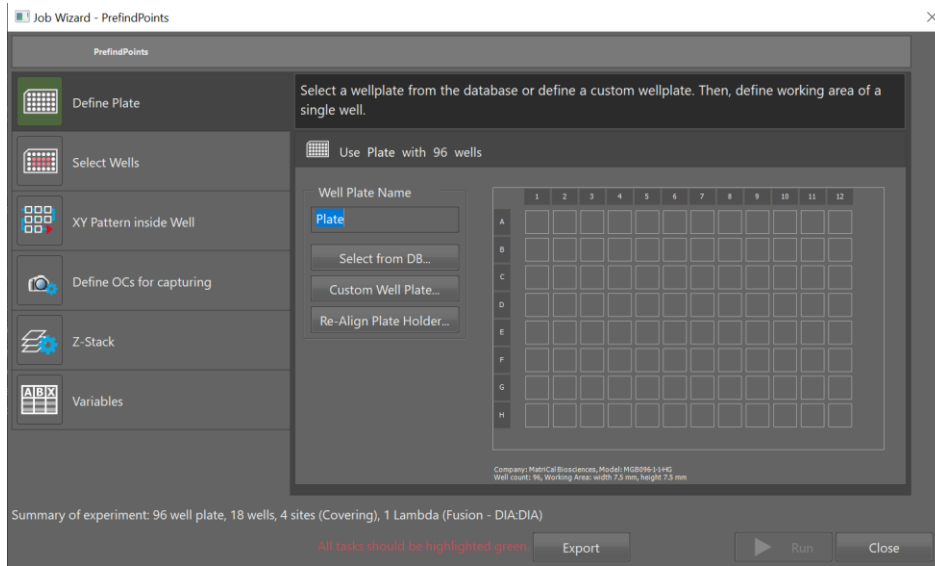 Job Wizard - PrefindPoints
PrefindPoints
Define Plate
Select Wells
XY Pattern inside Well
Define OCs for capturing
Z-Stack
ABX
Variables
Select a wellplate from the database or define a custom wellplate. Then, define working area of a
single well.
Use Plate with 96 wells
Well Plate Name
Plate
Select from DB...
Custom Well Plate...
Re-Align Plate Holder...
1 2 3 4 5 6 7 8 9 10 11 12
A
B
C
D
E
F
G
H
Company: MatriCal Biosciences, Model: MGB096-1-1-HG
Well count: 96, Working Area: width 7.5 mm, height 7.5 mm
Summary of experiment: 96 well plate, 18 wells, 4 sites (Covering), 1 Lambda (Fusion - DIA:DIA)
All tasks should be highlighted green
Export
Run
Close